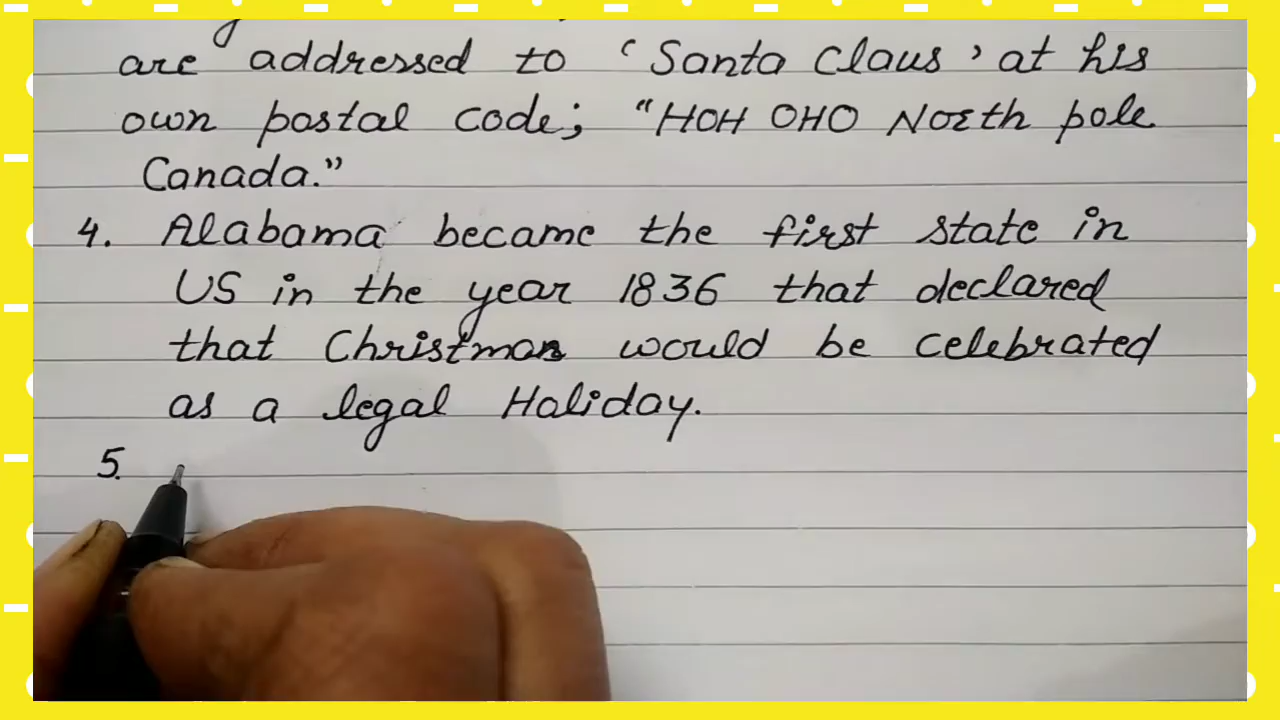 are addressed to ‘Santa Claus’ at his
own postal code; “HOH OHO North pole
Canada.”
4. Alabama became the first state in
US in the year 1836 that declared
that Christmas would be celebrated
as a legal Holiday.
5.